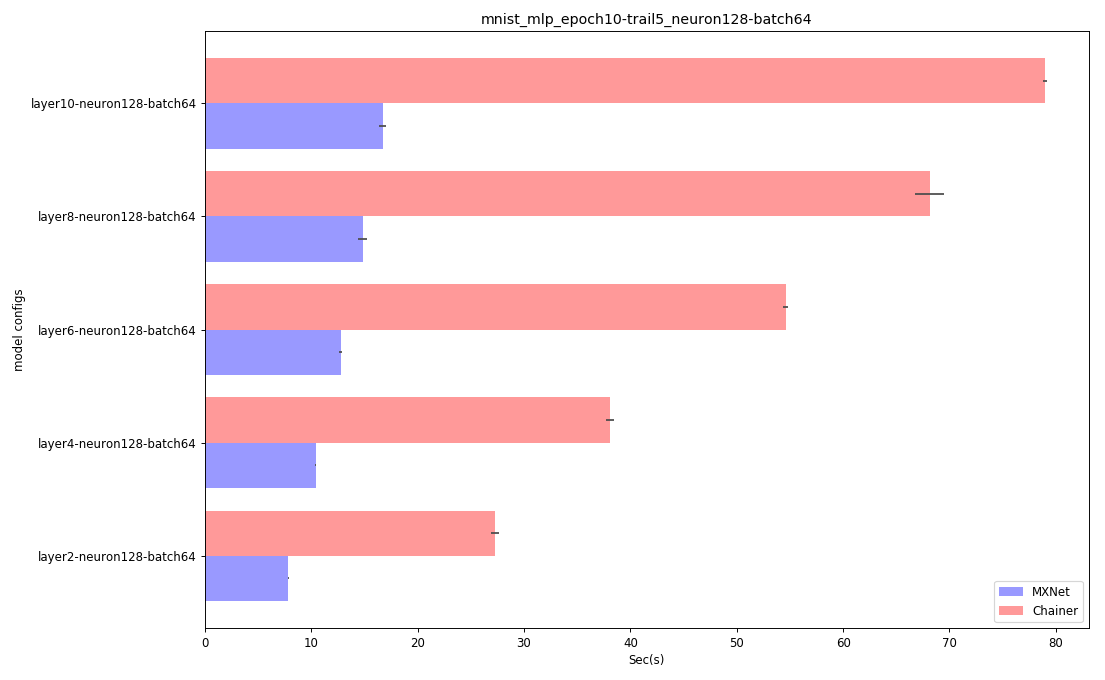 mnist_mlp_epoch10-trail5_neuron128-batch64
layer10-neuron128-batch64
layer8-neuron128-batch64
layer6-neuron128-batch64
layer4-neuron128-batch64
layer2-neuron128-batch64
model configs
MXNet
Chainer
0 10 20 30 40 50 60 70 80
Sec(s)